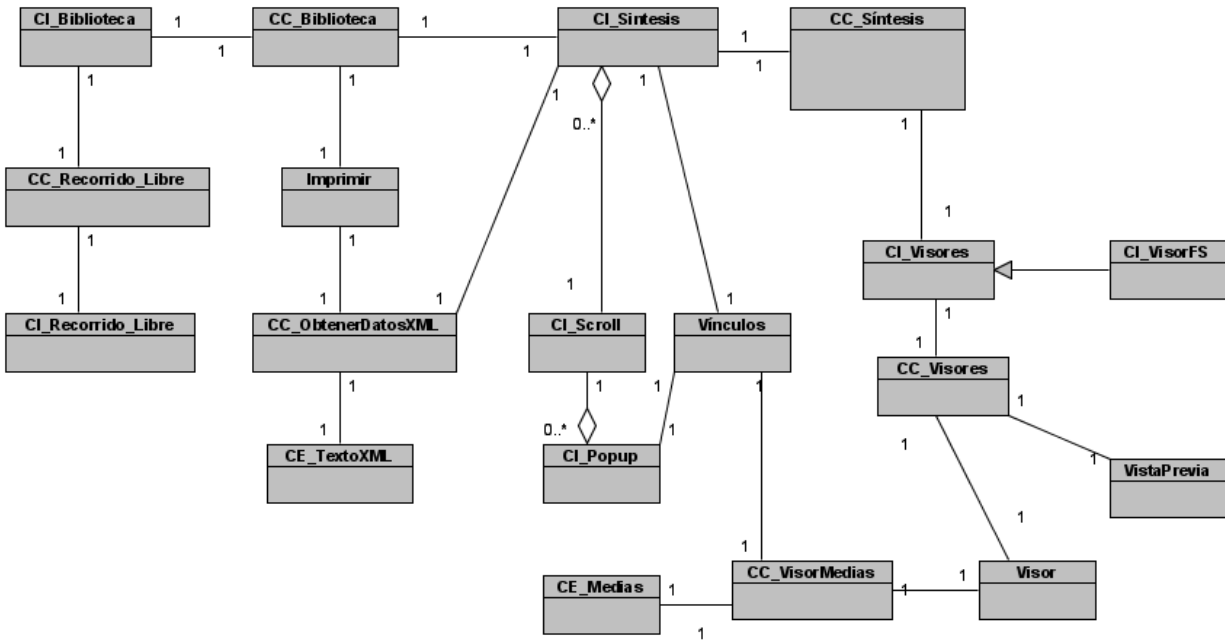 CI_Biblioteca
CC_Biblioteca
CI_Sintesis
CC_Síntesis
1
1
1
1
1
1
1
1
1
1
0..*
1
1
1
1
CC_Recorrido_Libre
Imprimir
1
1
1
CI_Visores
CI_VisorFS
1
1
1
1
1
1
CI_Recorrido_Libre
CC_ObtenerDatosXML
CI_Scroll
Vínculos
1
1
CC_Visores
1
1
1
1
1
1
0..*
1
1
CE_TextoXML
CI_Popup
1
VistaPrevia
1
1
1
CC_VisorMedias
Visor
CE_Medias
1
1
1